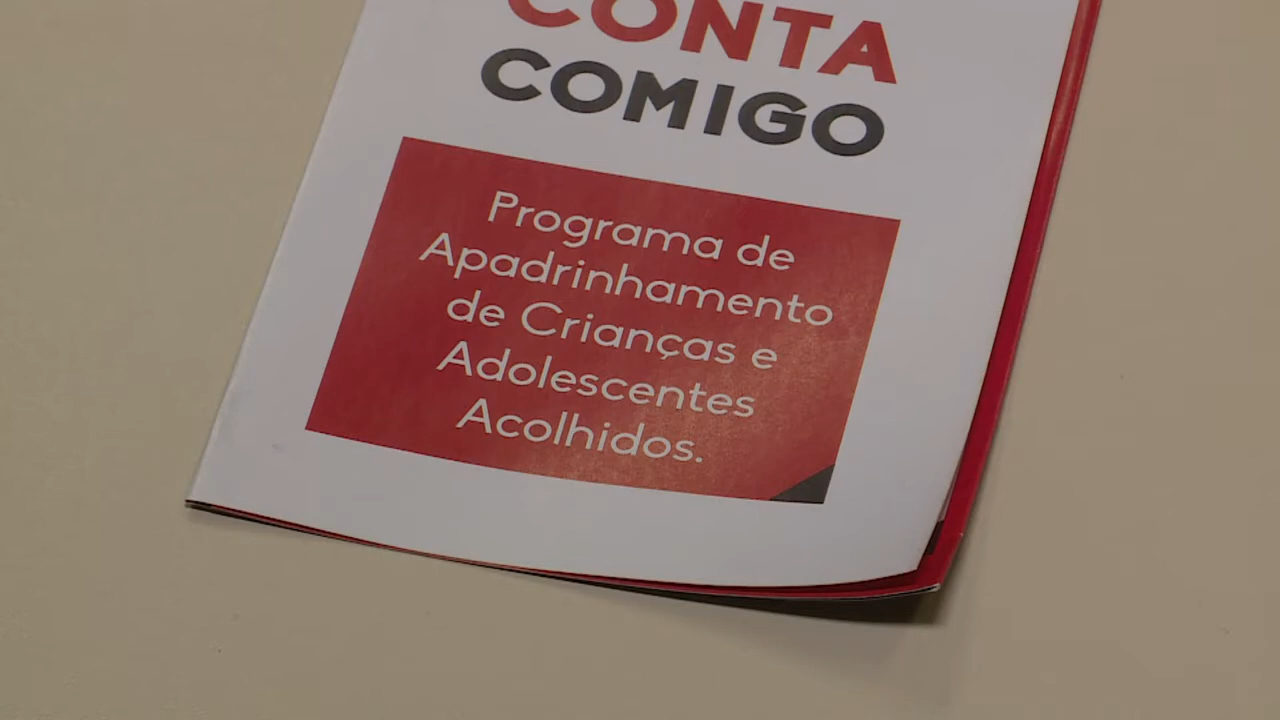 CONTA
COMIGO
Programa de
Apadrinhamento
de Crianças e
Adolescentes
Acolhidos.